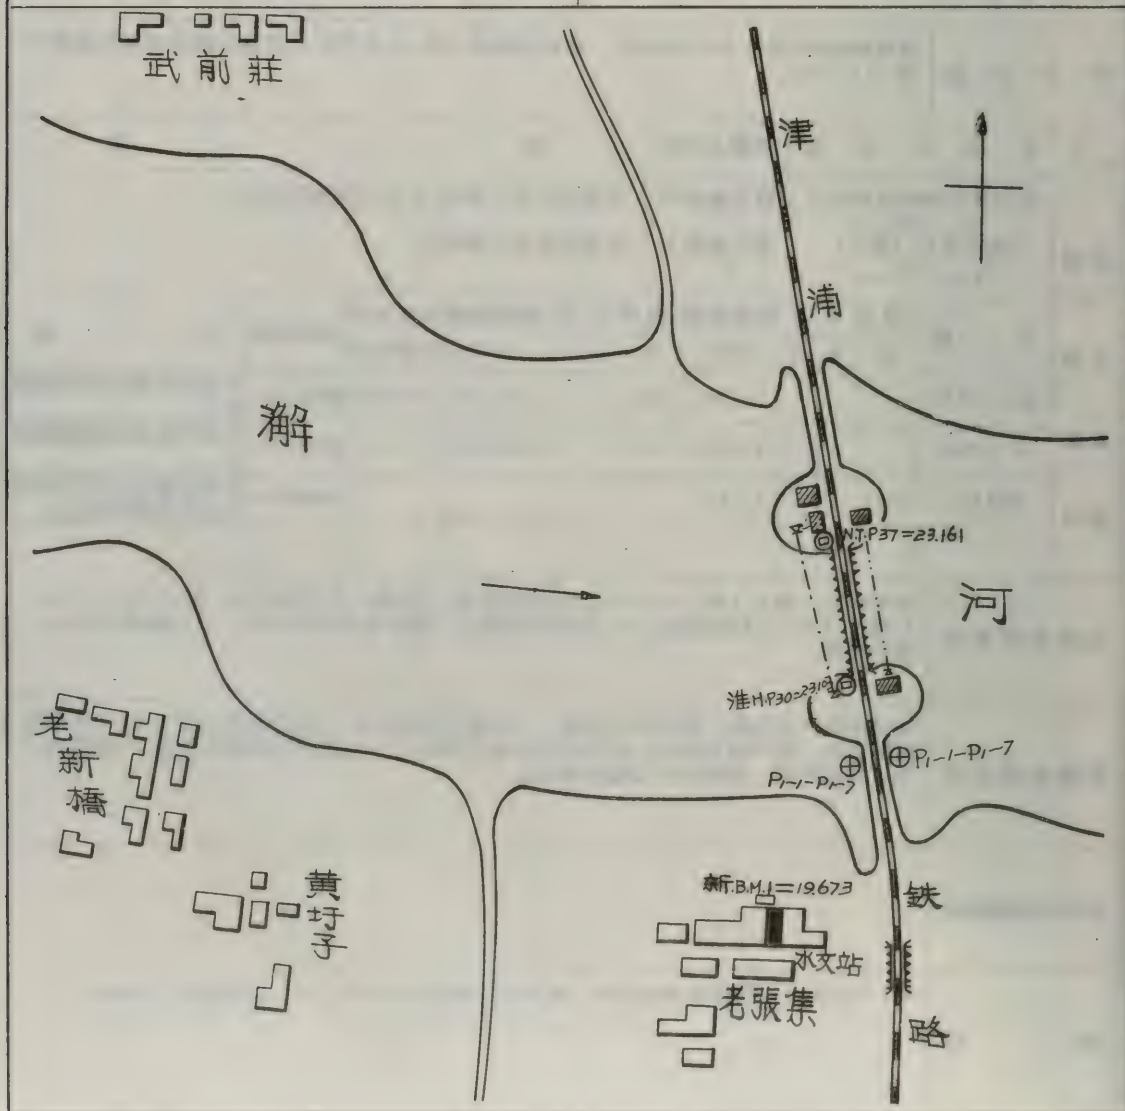 武前莊
津浦鉄路
澥河
N.T.P37=23.161
淮H.P30=23.109
P1-1-P1-7
P1-1-P1-7
老新橋
黄圩子
新.B.M.1=19.673
水文站
老張集